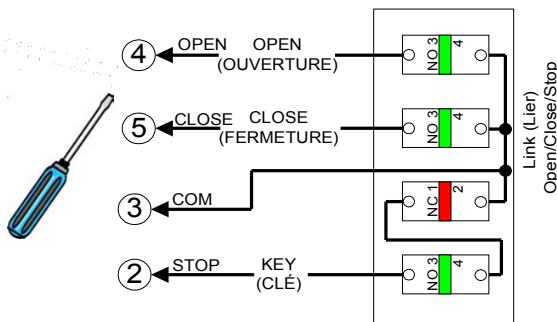 4 OPEN OPEN
(OUVERTURE)
NO 3 4
5 CLOSE CLOSE
(FERMETURE)
NO 3 4
3 COM
NC 1 2
2 STOP KEY
(CLÉ)
NO 3 4
Link (Lier)
Open/Close/Stop